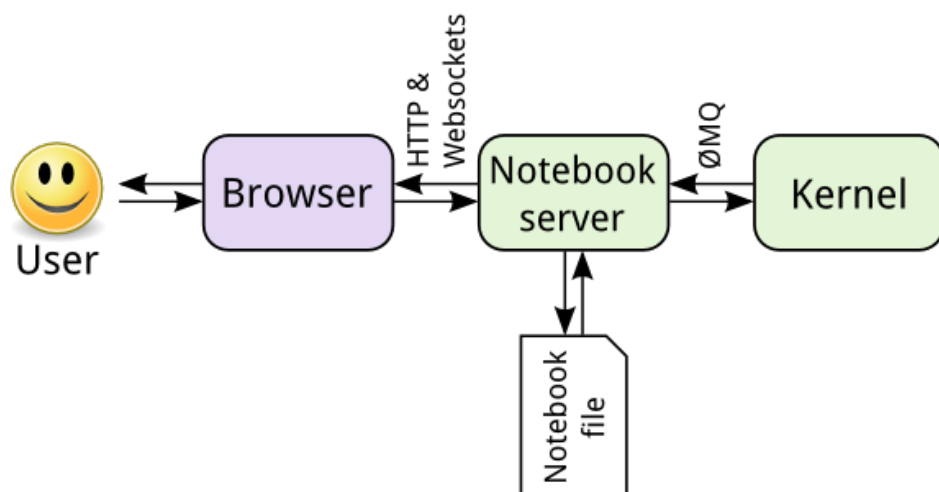 User
Browser
HTTP &
Websockets
Notebook
server
ØMQ
Kernel
Notebook
file